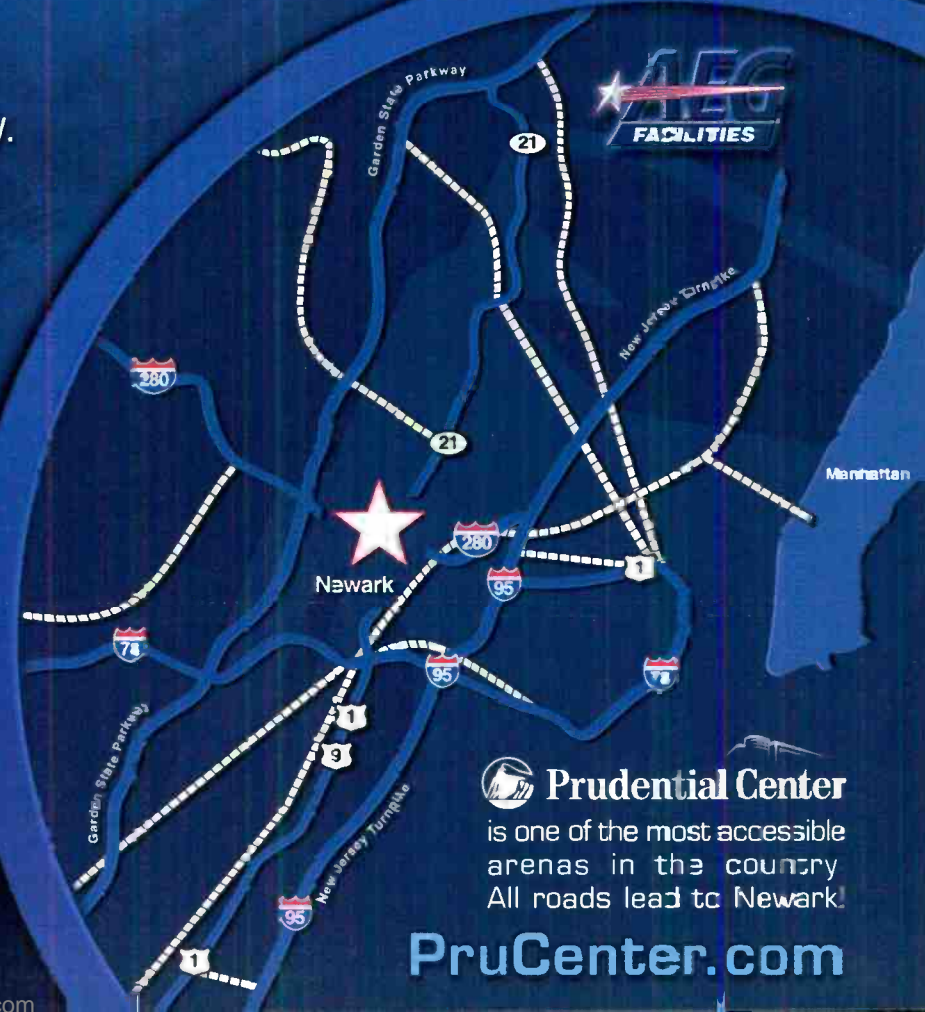 Garden State Parkway
AEG
FACILITIES
21
New Jersey Turnpike
280
21
Manhattan
280
Newark
1
95
78
95
78
1
9
Garden State Parkway
New Jersey Turnpike
95
1
Prudential Center
is one of the most accessible
arenas in the country
All roads lead to Newark!
PruCenter.com
com